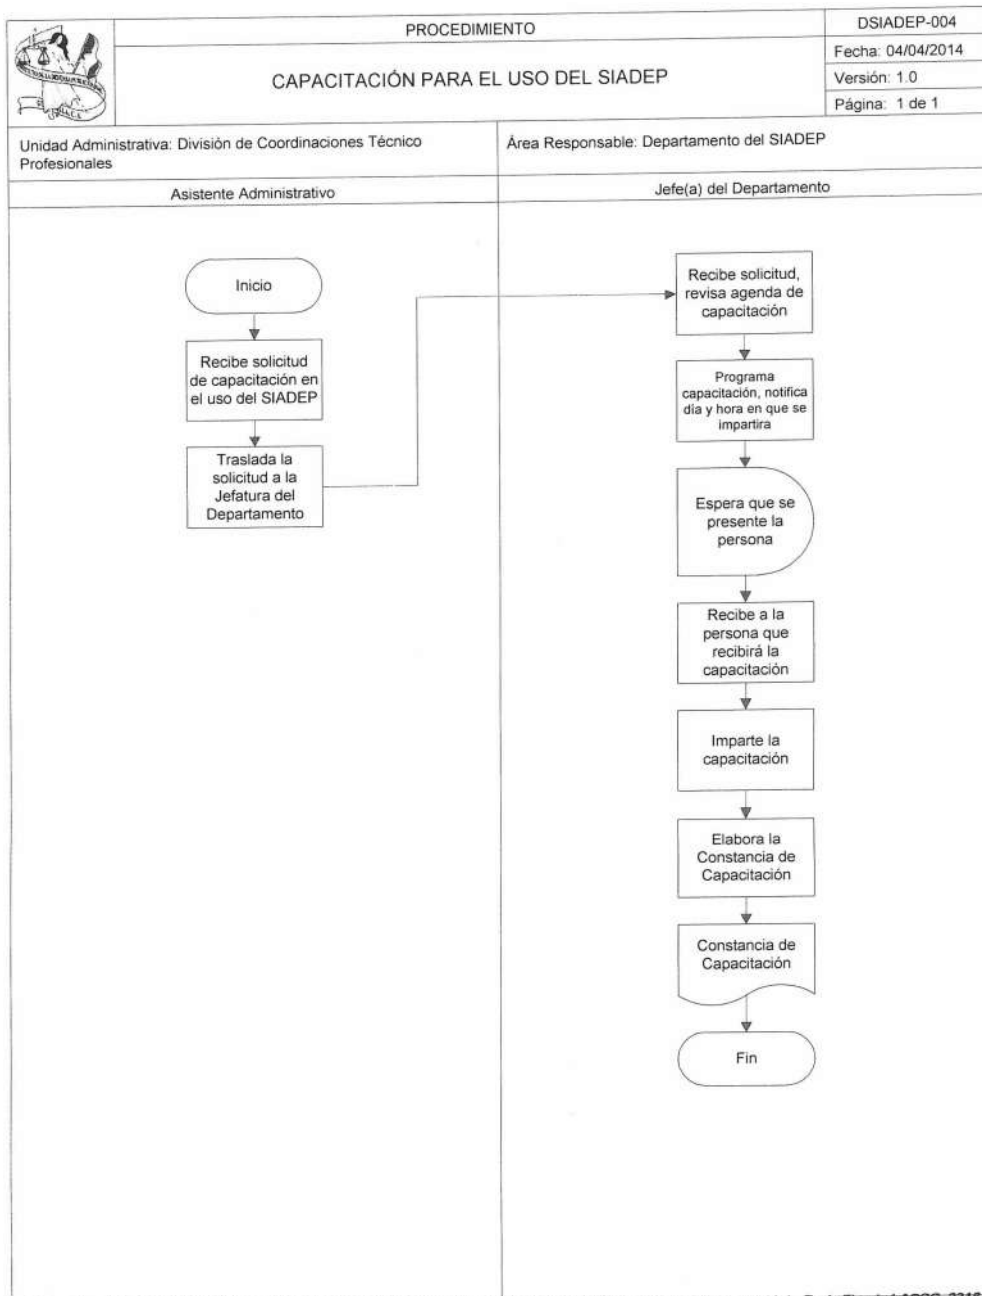 PROCEDIMIENTO
CAPACITACIÓN PARA EL USO DEL SIADEP
DSIADEP-004
Fecha: 04/04/2014
Versión: 1.0
Página: 1 de 1
Unidad Administrativa: División de Coordinaciones Técnico
Profesionales
Área Responsable: Departamento del SIADEP
Asistente Administrativo
Jefe(a) del Departamento
Inicio
Recibe solicitud
de capacitación en
el uso del SIADEP
Traslada la
solicitud a la
Jefatura del
Departamento
Recibe solicitud,
revisa agenda de
capacitación
Programa
capacitación, notifica
día y hora en que se
impartira
Espera que se
presente la
persona
Recibe a la
persona que
recibirá la
capacitación
Imparte la
capacitación
Elabora la
Constancia de
Capacitación
Constancia de
Capacitación
Fin